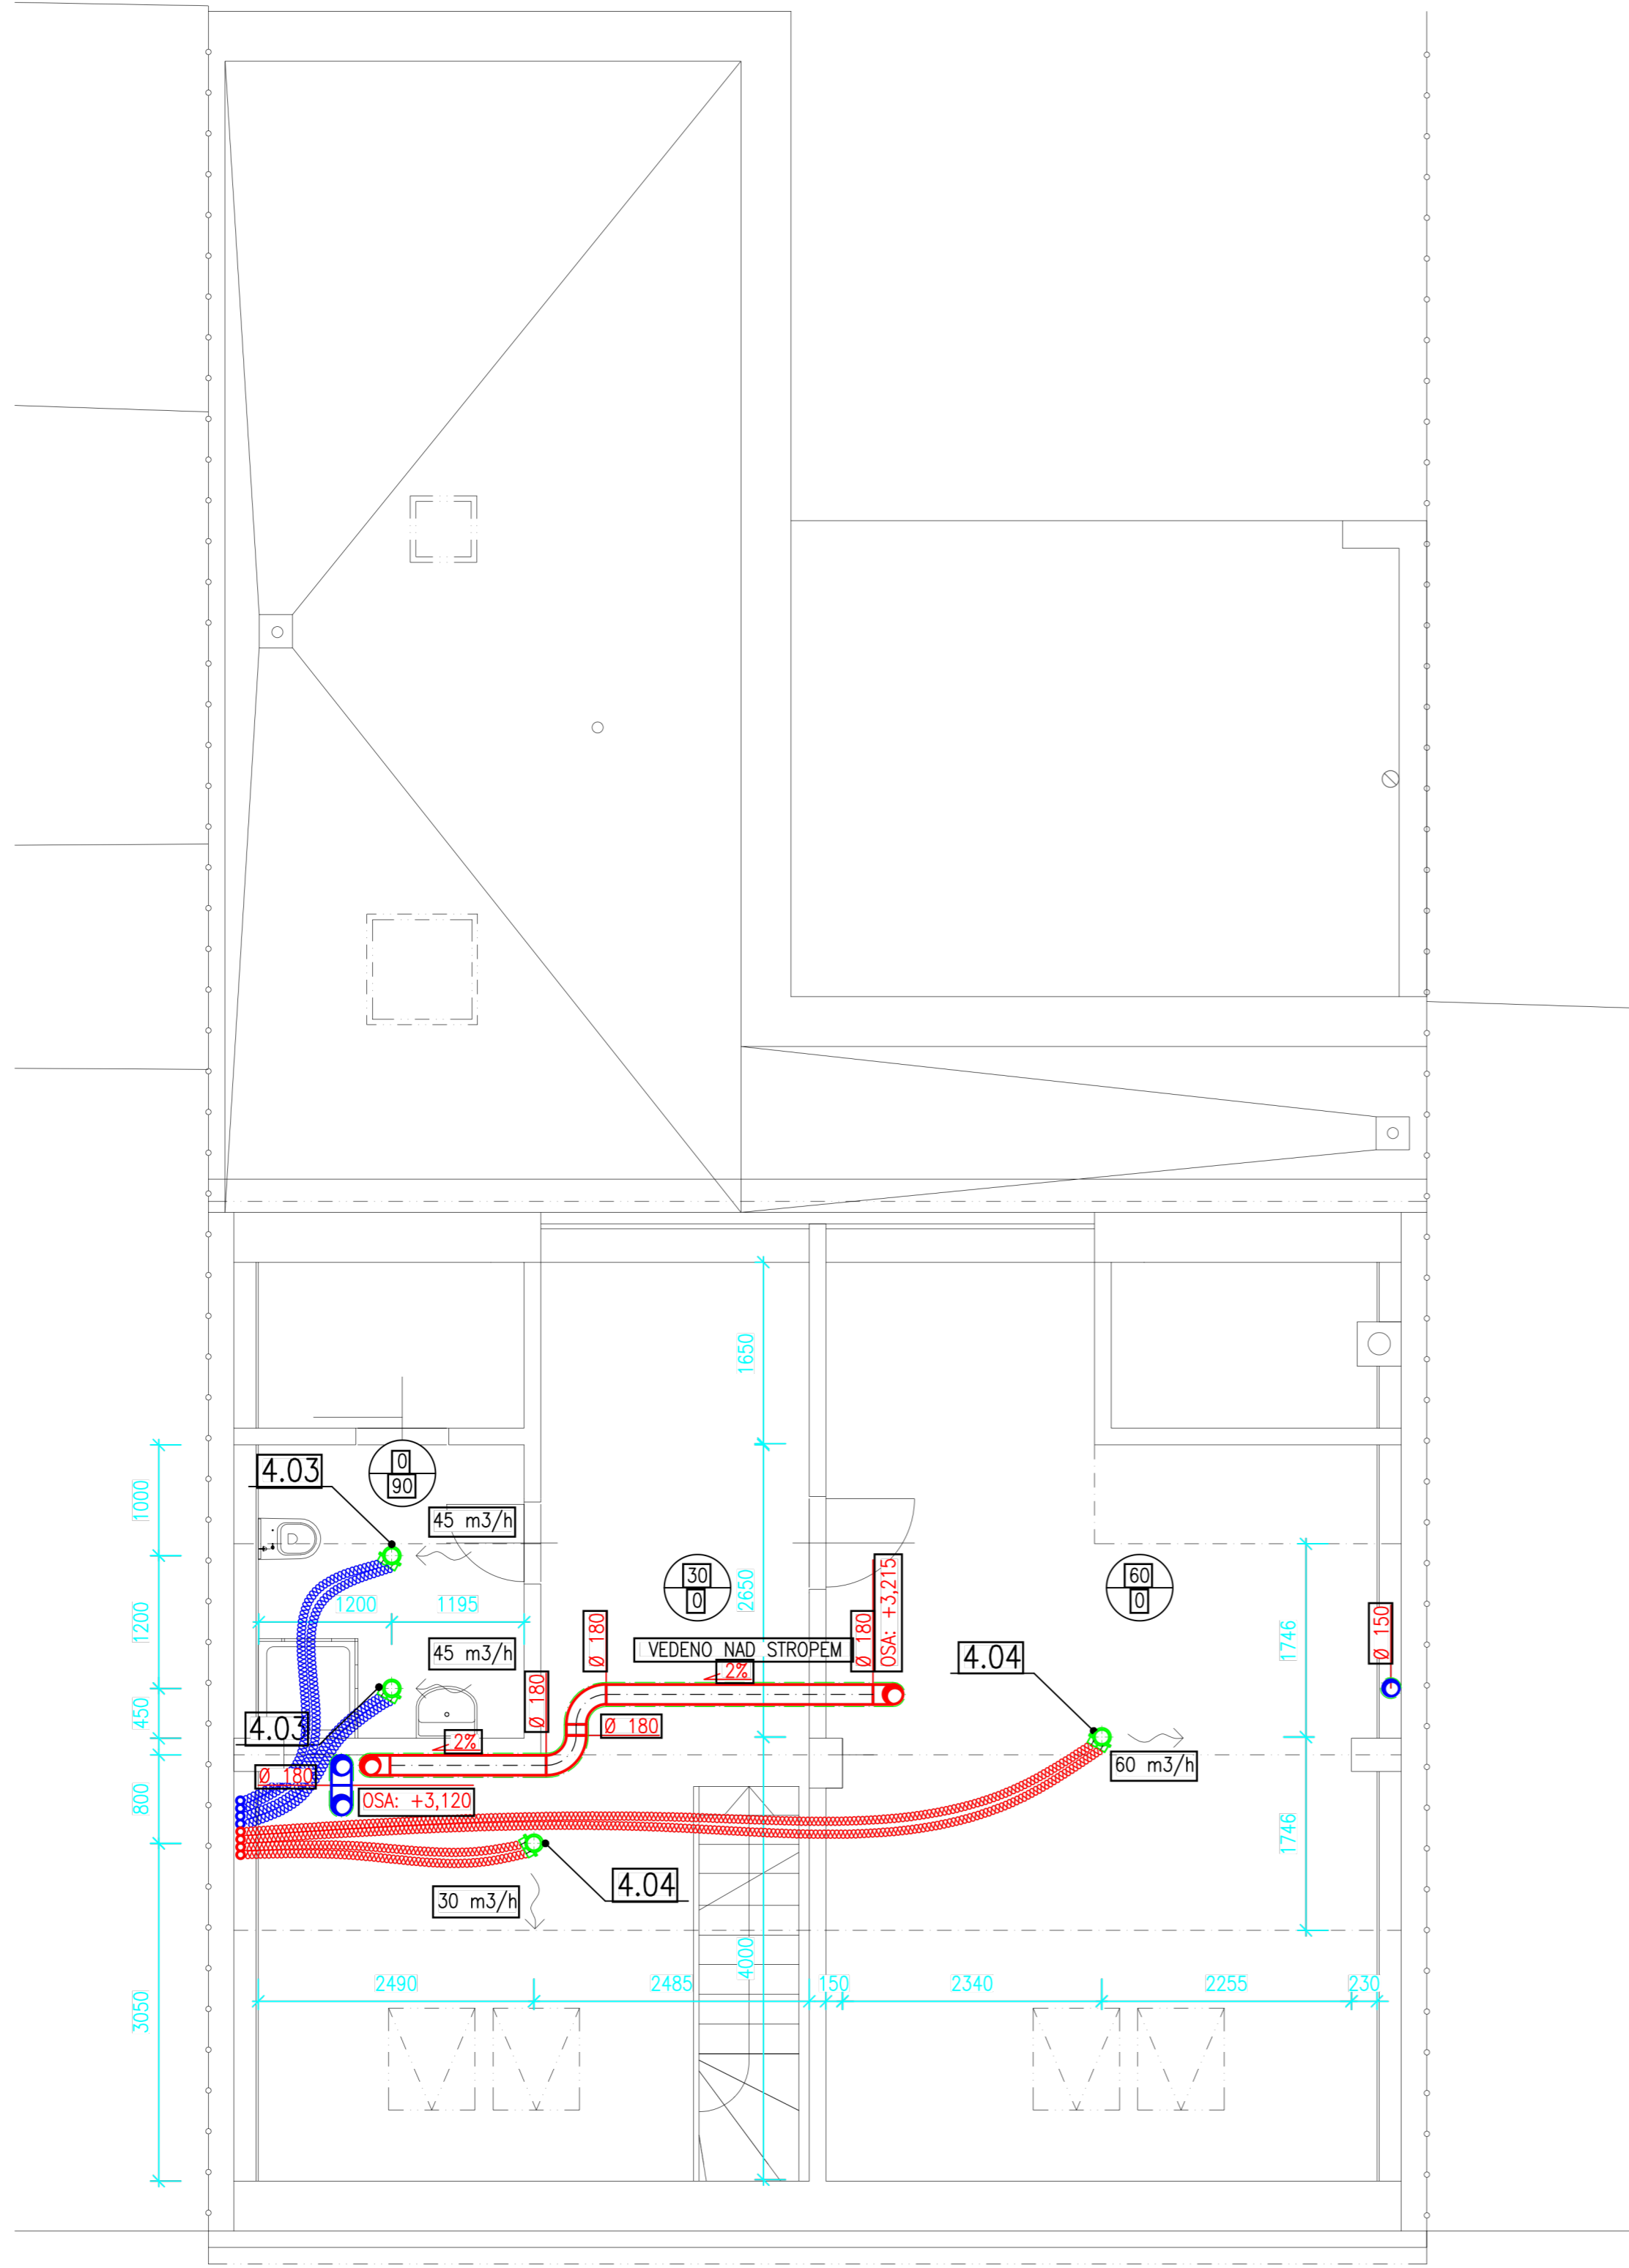 1650
4.03
0
90
1000
45 m3/h
30
0
60
0
2650
OSA: +3,215
1200
1195
1200
Ø 180
Ø 180
Ø 150
1746
45 m3/h
VEDENO NAD STROPEM
4.04
2%
Ø 180
450
4.03
Ø 180
2%
60 m3/h
Ø 180
OSA: +3,120
800
1746
4.04
30 m3/h
4000
2490
2485
150
2340
2255
230
3050